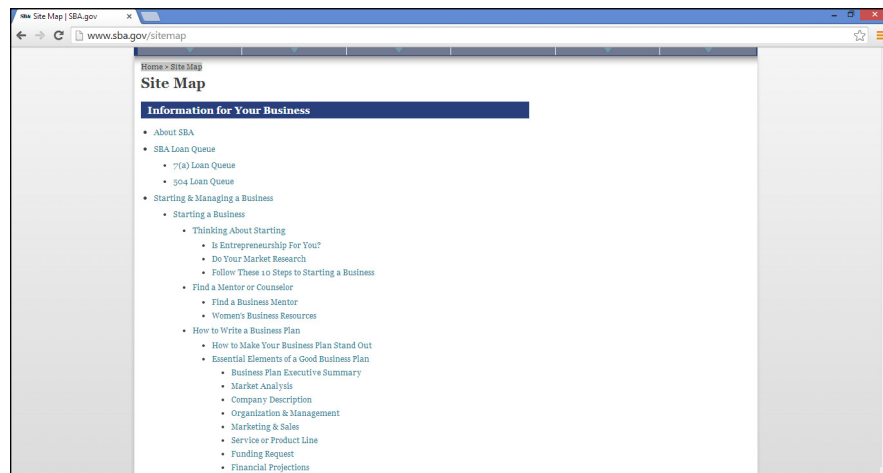 SBA Site Map | SBA.gov
www.sba.gov/sitemap
Home > Site Map
Site Map
Information for Your Business
About SBA
SBA Loan Queue
7(a) Loan Queue
504 Loan Queue
Starting & Managing a Business
Starting a Business
Thinking About Starting
Is Entrepreneurship For You?
Do Your Market Research
Follow These 10 Steps to Starting a Business
Find a Mentor or Counselor
Find a Business Mentor
Women's Business Resources
How to Write a Business Plan
How to Make Your Business Plan Stand Out
Essential Elements of a Good Business Plan
Business Plan Executive Summary
Market Analysis
Company Description
Organization & Management
Marketing & Sales
Service or Product Line
Funding Request
Financial Projections